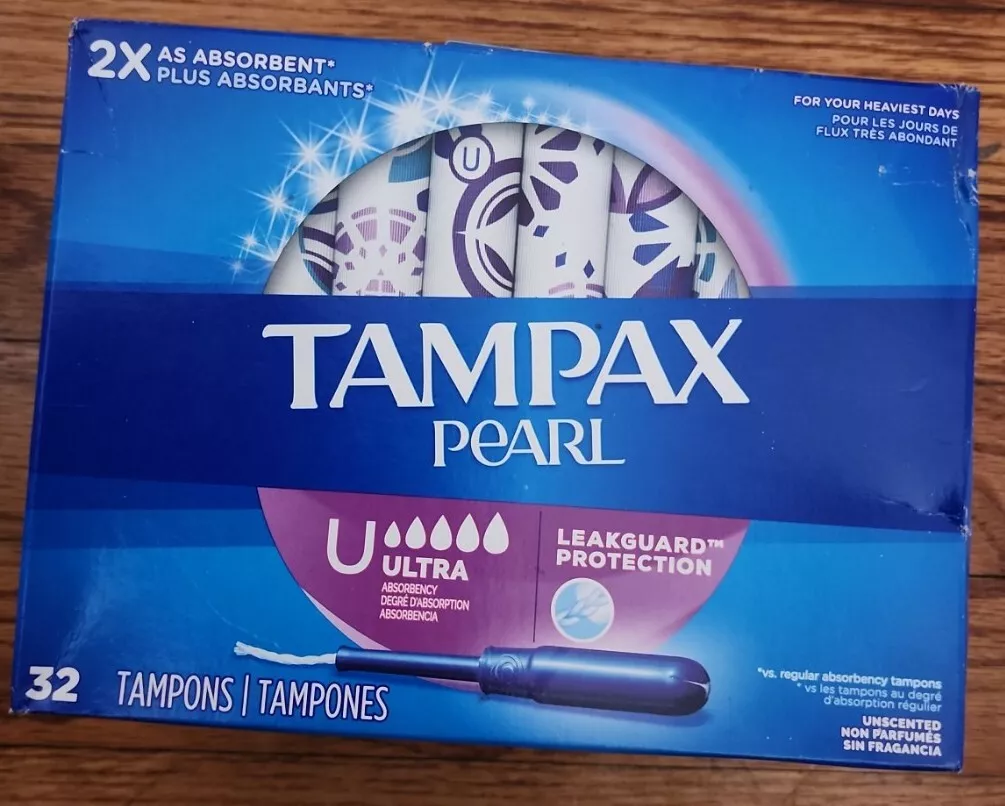 2X AS ABSORBENT*
PLUS ABSORBANTS*
FOR YOUR HEAVIEST DAYS
POUR LES JOURS DE
FLUX TRÈS ABONDANT
U
TAMPAX
PEARL
U ULTRA
ABSORBENCY
DEGRÉ D'ABSORPTION
ABSORBENCIA
LEAKGUARD™
PROTECTION
32 TAMPONS | TAMPONES
*vs. regular absorbency tampons
*vs les tampons au degré
d'absorption régulier
UNSCENTED
NON PARFUMÉS
SIN FRAGANCIA